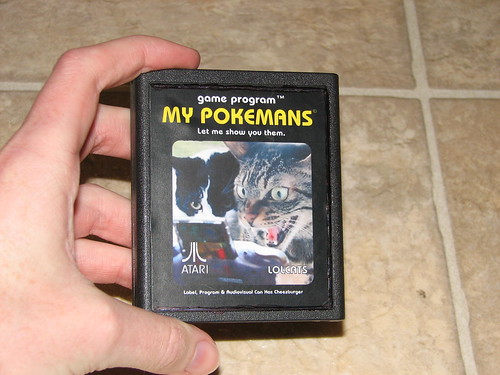 game program™
MY POKEMANS©
Let me show you them.
ATARI
LOLCATS
Label, Program & Audiovisual Can Has Cheezburger